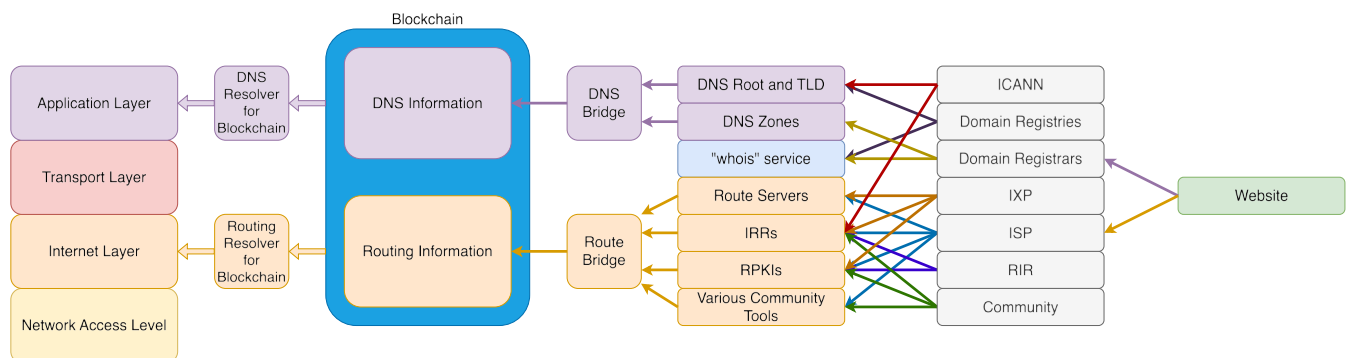 Blockchain
Application Layer
Transport Layer
Internet Layer
Network Access Level
DNS
Resolver
for
Blockchain
Routing
Resolver
for
Blockchain
DNS Information
Routing Information
DNS
Bridge
Route
Bridge
DNS Root and TLD
DNS Zones
"whois" service
Route Servers
IRRs
RPKIs
Various Community
Tools
ICANN
Domain Registries
Domain Registrars
IXP
ISP
RIR
Community
Website